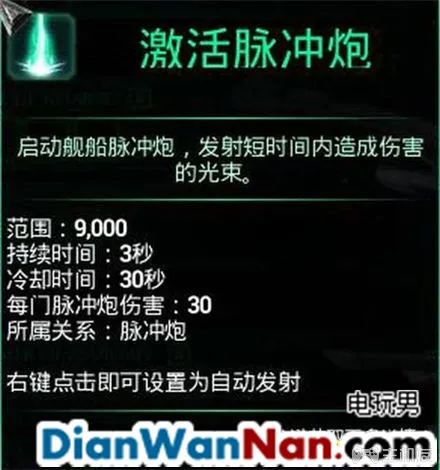 激活脉冲炮
启动舰船脉冲炮，发射短时间内造成伤害
的光束。
范围：9,000
持续时间：3秒
冷却时间：30秒
每门脉冲炮伤害：30
所属关系：脉冲炮
右键点击即可设置为自动发射
电玩男
DianWanNan.com